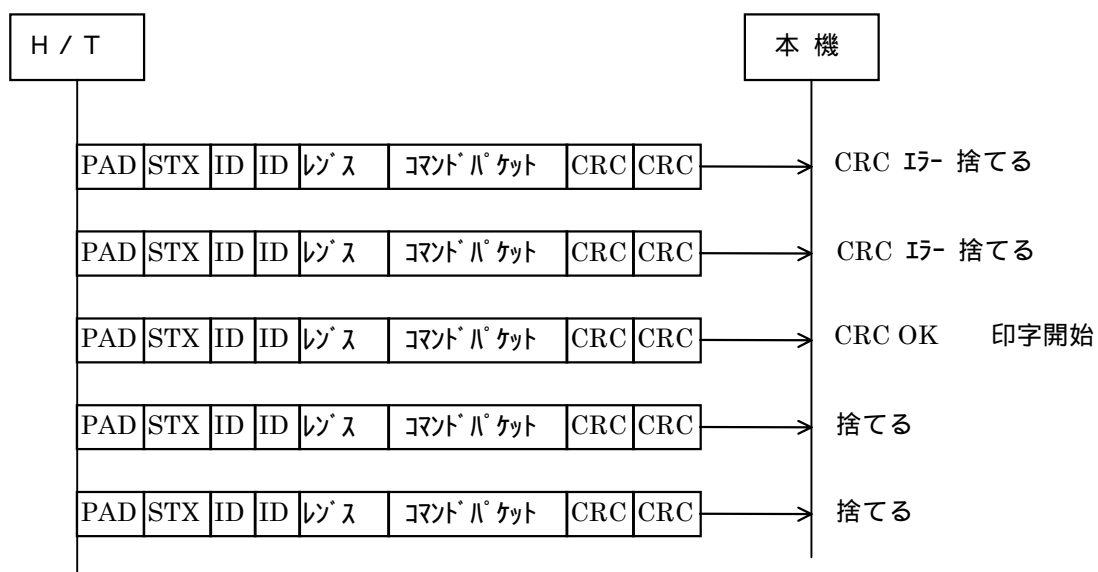 H / T 本 機
PAD STX ID ID ﾚﾝﾞｽ ｺﾏﾝﾄﾞﾊﾟｹｯﾄ CRC CRC CRC ｴﾗｰ 捨てる
PAD STX ID ID ﾚﾝﾞｽ ｺﾏﾝﾄﾞﾊﾟｹｯﾄ CRC CRC CRC ｴﾗｰ 捨てる
PAD STX ID ID ﾚﾝﾞｽ ｺﾏﾝﾄﾞﾊﾟｹｯﾄ CRC CRC CRC OK 印字開始
PAD STX ID ID ﾚﾝﾞｽ ｺﾏﾝﾄﾞﾊﾟｹｯﾄ CRC CRC 捨てる
PAD STX ID ID ﾚﾝﾞｽ ｺﾏﾝﾄﾞﾊﾟｹｯﾄ CRC CRC 捨てる